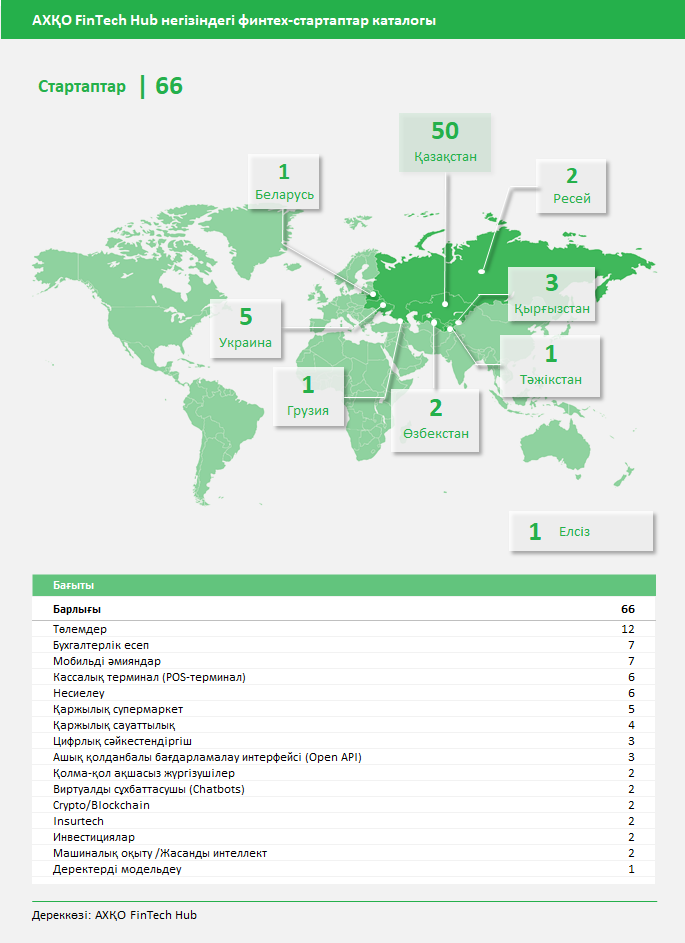 АХҚО FinTech Hub негізіндегі финтех-стартаптар каталогы
Стартаптар | 66
50
Қазақстан
1
Беларусь
2
Ресей
3
Қырғызстан
5
Украина
1
Тәжікстан
1
Грузия
2
Өзбекстан
1 Елсіз
Бағыты
Барлығы 66
Төлемдер 12
Бухгалтерлік есеп 7
Мобильді әмияндар 7
Кассалық терминал (POS-терминал) 6
Несиелеу 6
Қаржылық супермаркет 5
Қаржылық сауаттылық 4
Цифрлық сәйкестендіргіш 3
Ашық қолданбалы бағдарламалау интерфейсі (Open API) 3
Қолма-қол ақшасыз жүргізушілер 2
Виртуалды сұхбаттасушы (Chatbots) 2
Crypto/Blockchain 2
Insurtech 2
Инвестициялар 2
Машиналық оқыту /Жасанды интеллект 2
Деректерді модельдеу 1
Дереккөзі: АХҚО FinTech Hub